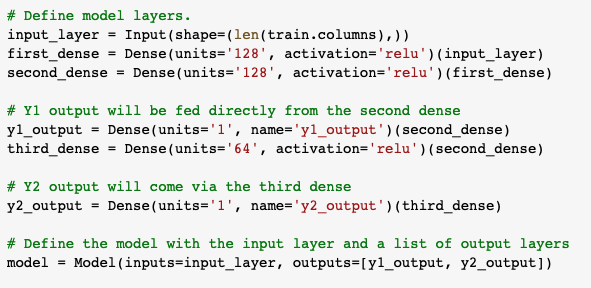 # Define model layers.
input_layer = Input(shape=(len(train.columns),))
first_dense = Dense(units='128', activation='relu')(input_layer)
second_dense = Dense(units='128', activation='relu')(first_dense)

# Y1 output will be fed directly from the second dense
y1_output = Dense(units='1', name='y1_output')(second_dense)
third_dense = Dense(units='64', activation='relu')(second_dense)

# Y2 output will come via the third dense
y2_output = Dense(units='1', name='y2_output')(third_dense)

# Define the model with the input layer and a list of output layers
model = Model(inputs=input_layer, outputs=[y1_output, y2_output])